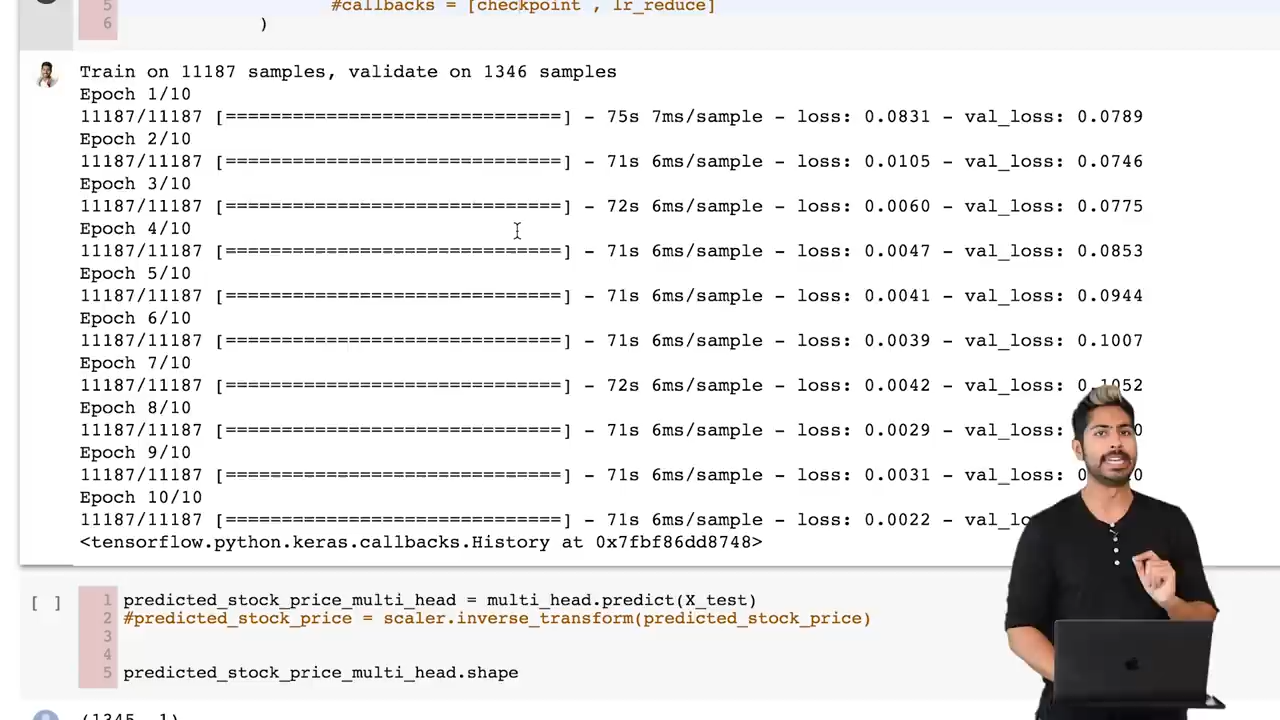 5 #callbacks = [checkpoint , lr_reduce]
6 )
Train on 11187 samples, validate on 1346 samples
Epoch 1/10
11187/11187 [==============================] - 75s 7ms/sample - loss: 0.0831 - val_loss: 0.0789
Epoch 2/10
11187/11187 [==============================] - 71s 6ms/sample - loss: 0.0105 - val_loss: 0.0746
Epoch 3/10
11187/11187 [==============================] - 72s 6ms/sample - loss: 0.0060 - val_loss: 0.0775
Epoch 4/10
11187/11187 [==============================] - 71s 6ms/sample - loss: 0.0047 - val_loss: 0.0853
Epoch 5/10
11187/11187 [==============================] - 71s 6ms/sample - loss: 0.0041 - val_loss: 0.0944
Epoch 6/10
11187/11187 [==============================] - 71s 6ms/sample - loss: 0.0039 - val_loss: 0.1007
Epoch 7/10
11187/11187 [==============================] - 72s 6ms/sample - loss: 0.0042 - val_loss: 0.1052
Epoch 8/10
11187/11187 [==============================] - 71s 6ms/sample - loss: 0.0029 - val_loss:
Epoch 9/10
11187/11187 [==============================] - 71s 6ms/sample - loss: 0.0031 - val_loss:
Epoch 10/10
11187/11187 [==============================] - 71s 6ms/sample - loss: 0.0022 -
<tensorflow.python.keras.callbacks.History at 0x7fbf86dd8748>
[ ] 1 predicted_stock_price_multi_head = multi_head.predict(X_test)
2 #predicted_stock_price = scaler.inverse_transform(predicted_stock_price)
3
4
5 predicted_stock_price_multi_head.shape
(1345, 1)